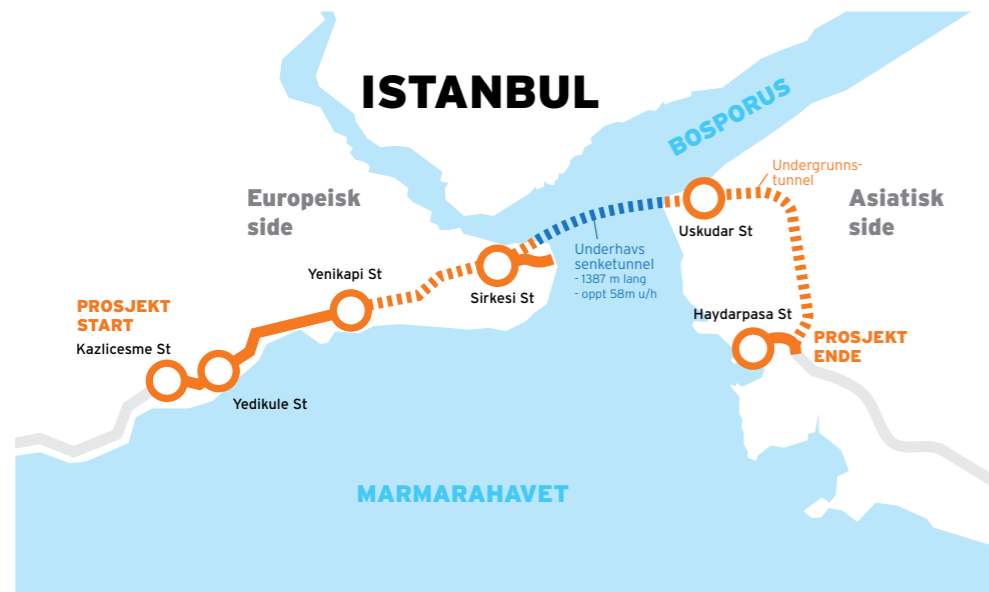 ISTANBUL
BOSPORUS
Undergrunns-
tunnel
Europeisk
side
Asiatisk
side
Uskudar St
Underhavs
senketunnel
- 1387 m lang
- oppt 58m u/h
Yenikapi St
Sirkesi St
PROSJEKT
START
Kazlicesme St
Haydarpasa St
PROSJEKT
ENDE
Yedikule St
MARMARAHAVET